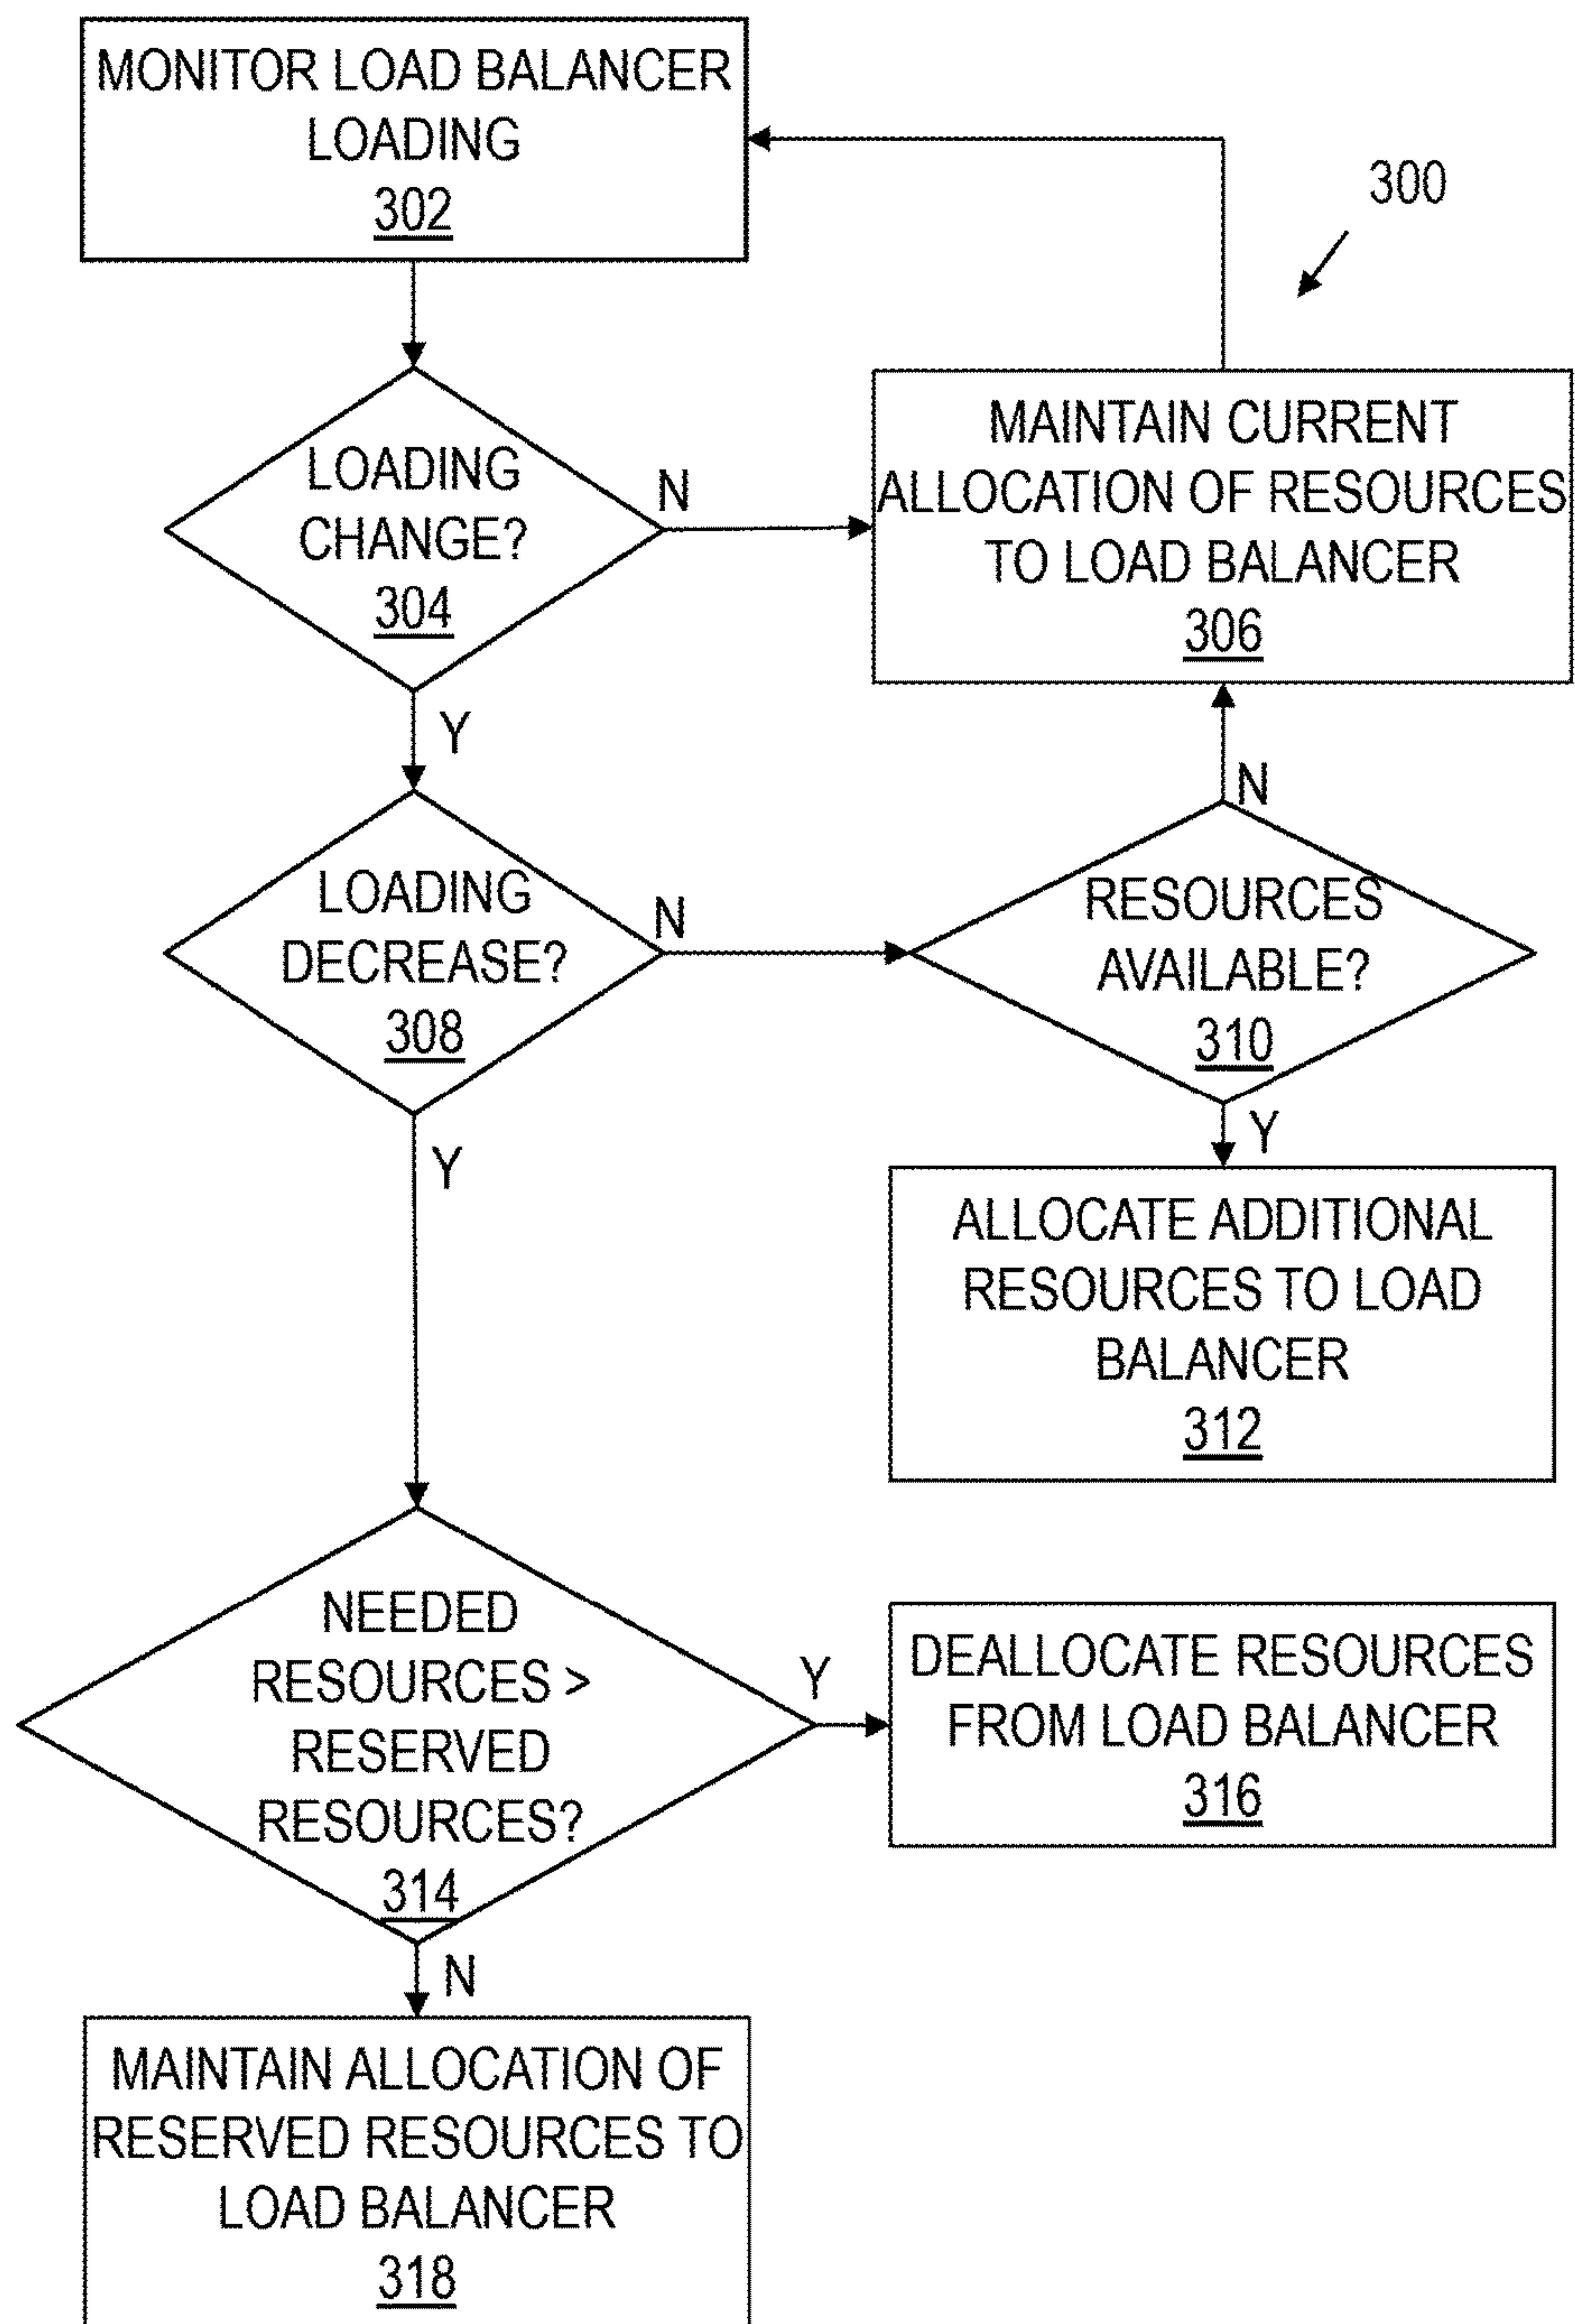 MONITOR LOAD BALANCER
LOADING
302
300
LOADING
CHANGE?
304
N
MAINTAIN CURRENT
ALLOCATION OF RESOURCES
TO LOAD BALANCER
306
Y
N
LOADING
DECREASE?
308
N
RESOURCES
AVAILABLE?
310
Y
Y
ALLOCATE ADDITIONAL
RESOURCES TO LOAD
BALANCER
312
NEEDED
RESOURCES >
RESERVED
RESOURCES?
314
Y
DEALLOCATE RESOURCES
FROM LOAD BALANCER
316
N
MAINTAIN ALLOCATION OF
RESERVED RESOURCES TO
LOAD BALANCER
318